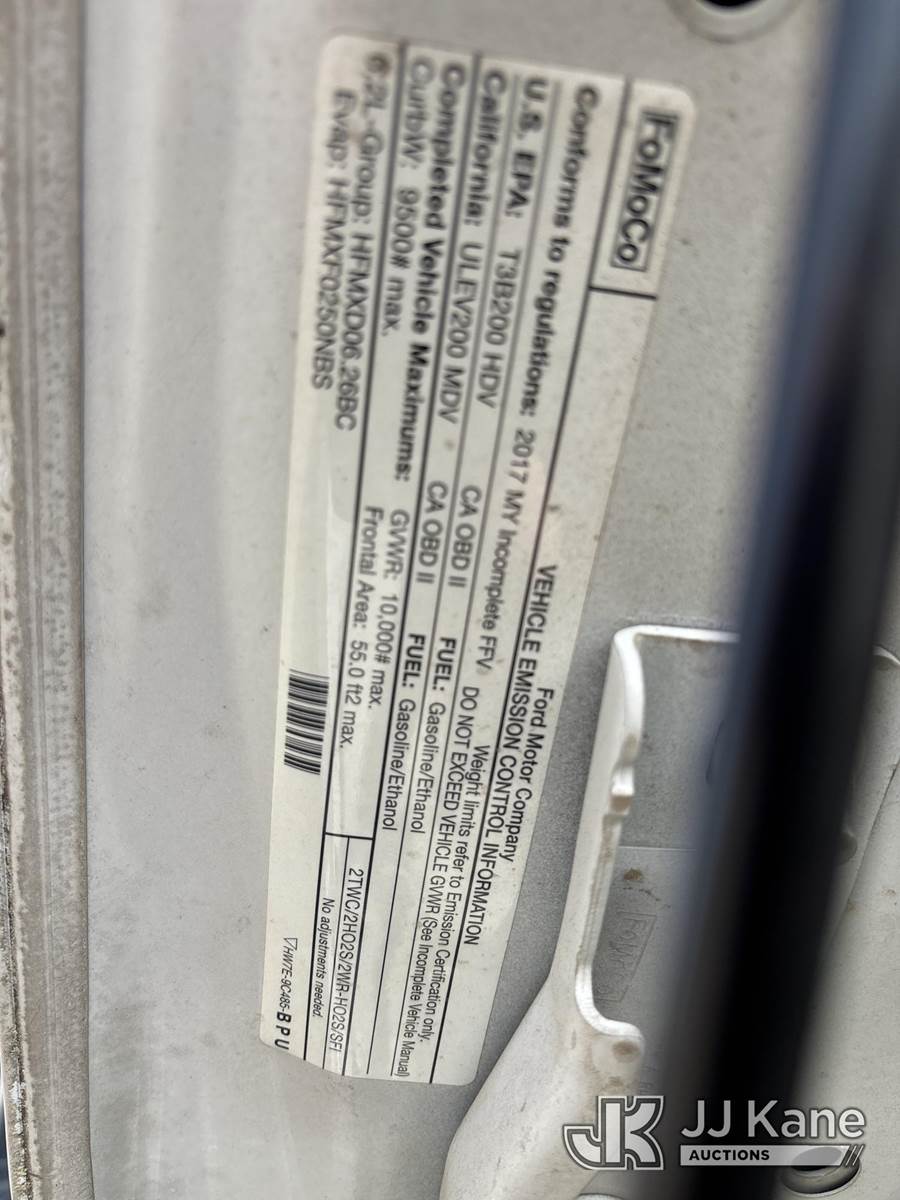 FoMoCo
Ford Motor Company
VEHICLE EMISSION CONTROL INFORMATION
Conforms to regulations: 2017 MY Incomplete FFV Weight limits refer to Emission Certification only.
U.S. EPA: T3B200 HDV CA OBD II DO NOT EXCEED VEHICLE GVWR (See Incomplete Vehicle Manual)
FUEL: Gasoline/Ethanol
California: ULEV200 MDV CA OBD II FUEL: Gasoline/Ethanol
Completed Vehicle Maximums: GVWR: 10,000# max.
CurbW: 9500# max. Frontal Area: 55.0 ft2 max.
6.2L-Group: HFMXD06.26BC 2TWC/2HO2S/2WR-HO2S/SFI
Evap: HFMXF0250NBS No adjustments needed.
HW7E-9C485-BPU
JK JJ Kane
AUCTIONS